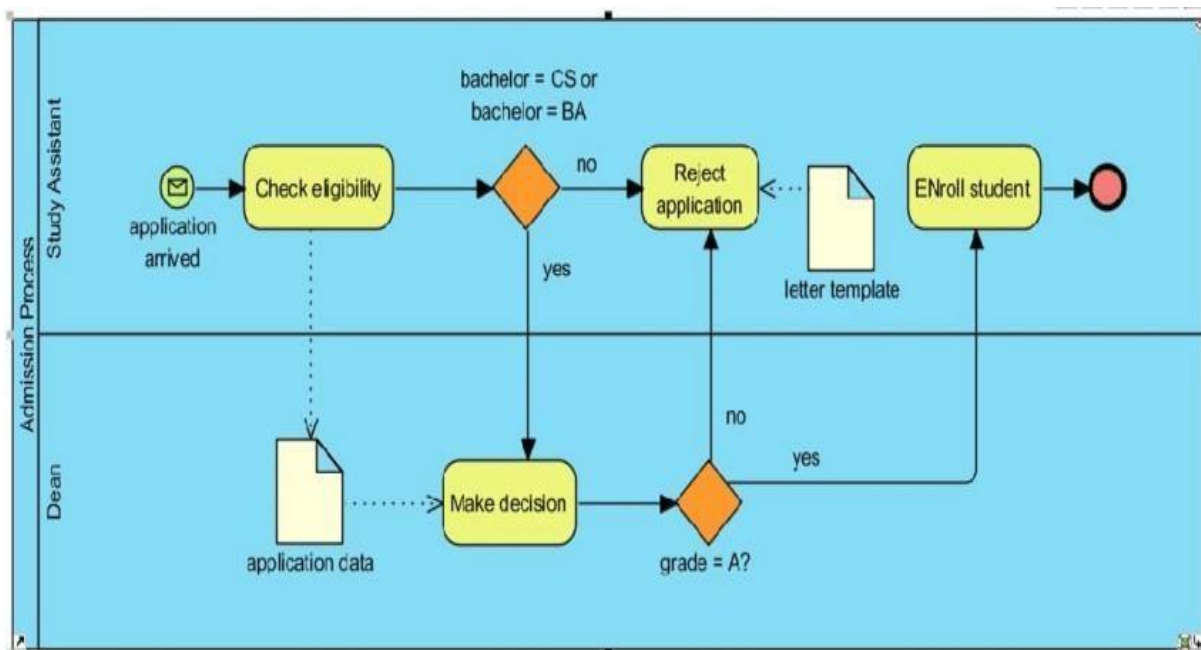 Admission Process
Study Assistant
application
arrived
Check eligibility
bachelor = CS or
bachelor = BA
no
yes
Reject
application
letter template
ENroll student
Dean
application data
Make decision
grade = A?
no
yes